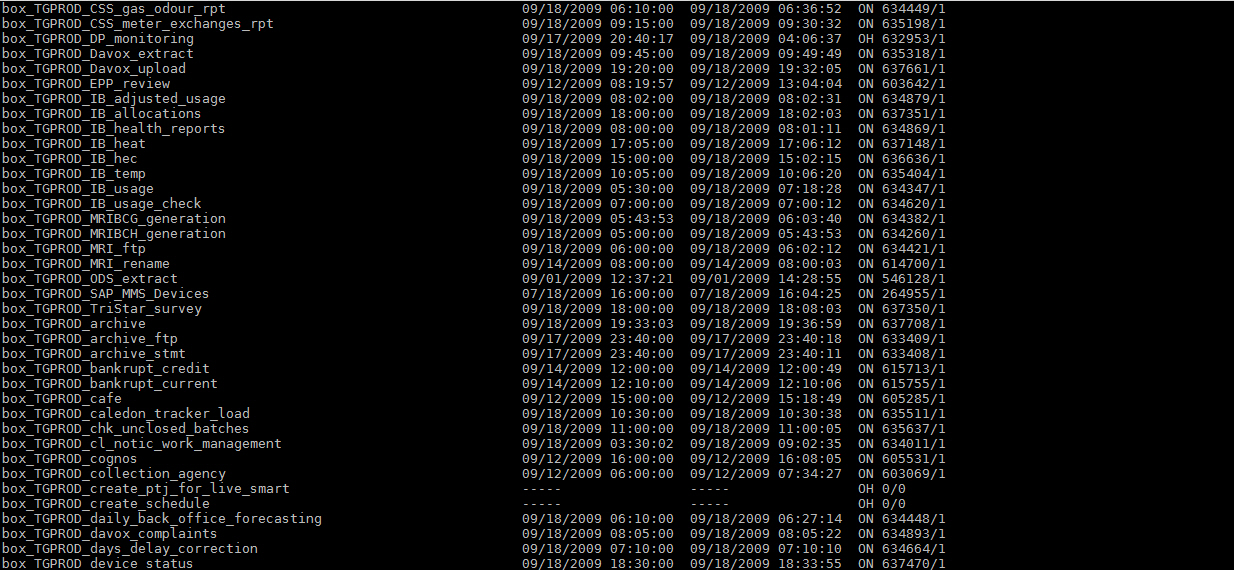 box_TGPROD_CSS_gas_odour_rpt 09/18/2009 06:10:00 09/18/2009 06:36:52 ON 634449/1
box_TGPROD_CSS_meter_exchanges_rpt 09/18/2009 09:15:00 09/18/2009 09:30:32 ON 635198/1
box_TGPROD_DP_monitoring 09/17/2009 20:40:17 09/18/2009 04:06:37 OH 632953/1
box_TGPROD_Davox_extract 09/18/2009 09:45:00 09/18/2009 09:49:49 ON 635318/1
box_TGPROD_Davox_upload 09/18/2009 19:20:00 09/18/2009 19:32:05 ON 637661/1
box_TGPROD_EPP_review 09/12/2009 08:19:57 09/12/2009 13:04:04 ON 603642/1
box_TGPROD_IB_adjusted_usage 09/18/2009 08:02:00 09/18/2009 08:02:31 ON 634879/1
box_TGPROD_IB_allocations 09/18/2009 18:00:00 09/18/2009 18:02:03 ON 637351/1
box_TGPROD_IB_health_reports 09/18/2009 08:00:00 09/18/2009 08:01:11 ON 634869/1
box_TGPROD_IB_heat 09/18/2009 17:05:00 09/18/2009 17:06:12 ON 637148/1
box_TGPROD_IB_hec 09/18/2009 15:00:00 09/18/2009 15:02:15 ON 636636/1
box_TGPROD_IB_temp 09/18/2009 10:05:00 09/18/2009 10:06:20 ON 635404/1
box_TGPROD_IB_usage 09/18/2009 05:30:00 09/18/2009 07:18:28 ON 634347/1
box_TGPROD_IB_usage_check 09/18/2009 07:00:00 09/18/2009 07:00:12 ON 634620/1
box_TGPROD_MRIBCG_generation 09/18/2009 05:43:53 09/18/2009 06:03:40 ON 634382/1
box_TGPROD_MRIBCH_generation 09/18/2009 05:00:00 09/18/2009 05:43:53 ON 634260/1
box_TGPROD_MRI_ftp 09/18/2009 06:00:00 09/18/2009 06:02:12 ON 634421/1
box_TGPROD_MRI_rename 09/14/2009 08:00:00 09/14/2009 08:00:03 ON 614700/1
box_TGPROD_ODS_extract 09/01/2009 12:37:21 09/01/2009 14:28:55 ON 546128/1
box_TGPROD_SAP_MMS_Devices 07/18/2009 16:00:00 07/18/2009 16:04:25 ON 264955/1
box_TGPROD_TriStar_survey 09/18/2009 18:00:00 09/18/2009 18:08:03 ON 637350/1
box_TGPROD_archive 09/18/2009 19:33:03 09/18/2009 19:36:59 ON 637708/1
box_TGPROD_archive_ftp 09/17/2009 23:40:00 09/17/2009 23:40:18 ON 633409/1
box_TGPROD_archive_stmt 09/17/2009 23:40:00 09/17/2009 23:40:11 ON 633408/1
box_TGPROD_bankrupt_credit 09/14/2009 12:00:00 09/14/2009 12:00:49 ON 615713/1
box_TGPROD_bankrupt_current 09/14/2009 12:10:00 09/14/2009 12:10:06 ON 615755/1
box_TGPROD_cafe 09/12/2009 15:00:00 09/12/2009 15:18:49 ON 605285/1
box_TGPROD_caledon_tracker_load 09/18/2009 10:30:00 09/18/2009 10:30:38 ON 635511/1
box_TGPROD_chk_unclosed_batches 09/18/2009 11:00:00 09/18/2009 11:00:05 ON 635637/1
box_TGPROD_cl_notic_work_management 09/18/2009 03:30:02 09/18/2009 09:02:35 ON 634011/1
box_TGPROD_cognos 09/12/2009 16:00:00 09/12/2009 16:08:05 ON 605531/1
box_TGPROD_collection_agency 09/12/2009 06:00:00 09/12/2009 07:34:27 ON 603069/1
box_TGPROD_create_ptj_for_live_smart ----- ----- OH 0/0
box_TGPROD_create_schedule ----- ----- OH 0/0
box_TGPROD_daily_back_office_forecasting 09/18/2009 06:10:00 09/18/2009 06:27:14 ON 634448/1
box_TGPROD_davox_complaints 09/18/2009 08:05:00 09/18/2009 08:05:22 ON 634893/1
box_TGPROD_days_delay_correction 09/18/2009 07:10:00 09/18/2009 07:10:10 ON 634664/1
box_TGPROD_device_status 09/18/2009 18:30:00 09/18/2009 18:33:55 ON 637470/1